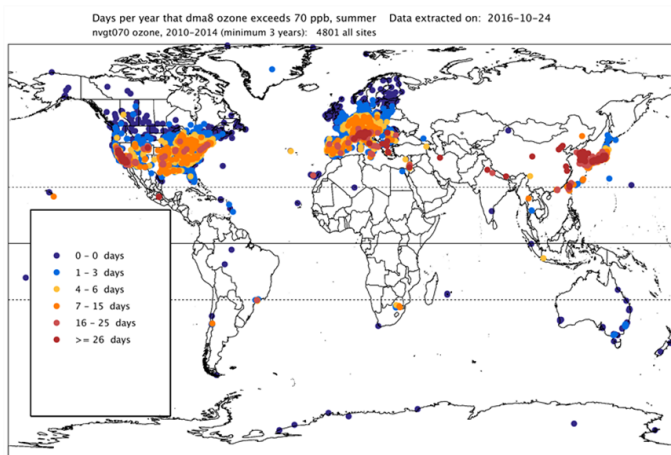 Days per year that dma8 ozone exceeds 70 ppb, summer Data extracted on: 2016-10-24
nvgt070 ozone, 2010-2014 (minimum 3 years): 4801 all sites
0 - 0 days
1 - 3 days
4 - 6 days
7 - 15 days
16 - 25 days
>= 26 days